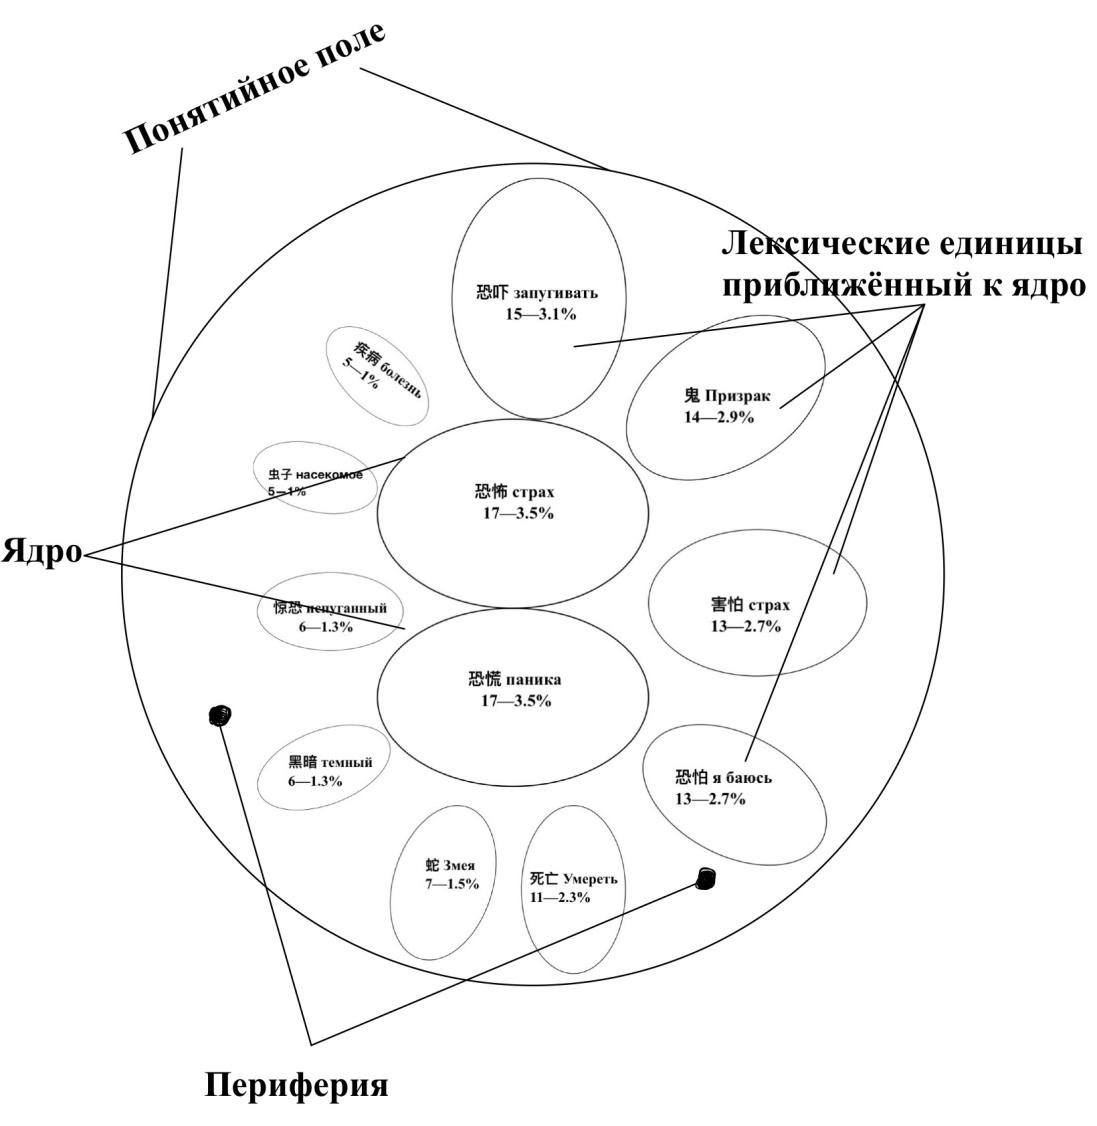 Понятийное поле
Лексические единицы
приближённый к ядро
恐吓 запугивать
15—3.1%
疾病 болезнь
5—1%
鬼 Призрак
14—2.9%
虫子 насекомое
5—1%
恐怖 страх
17—3.5%
Ядро
惊恐 испуганный
6—1.3%
害怕 страх
13—2.7%
恐慌 паника
17—3.5%
黑暗 темный
6—1.3%
恐怕 я баюсь
13—2.7%
蛇 Змея
7—1.5%
死亡 Умереть
11—2.3%
Периферия